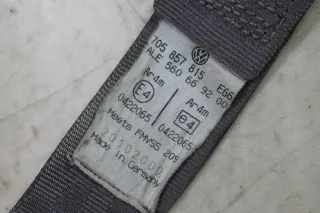 705 857 815 E66
ALE 560 66 92 00
Ar4m Ar4m
E4 e4
0422065 0422065
Meets FMVSS 209
20102000
Made in Germany